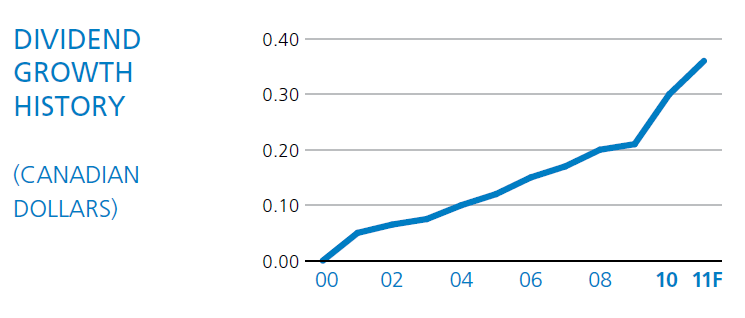 DIVIDEND
GROWTH
HISTORY
(CANADIAN
DOLLARS)
0.40
0.30
0.20
0.10
0.00
00 02 04 06 08 10 11F